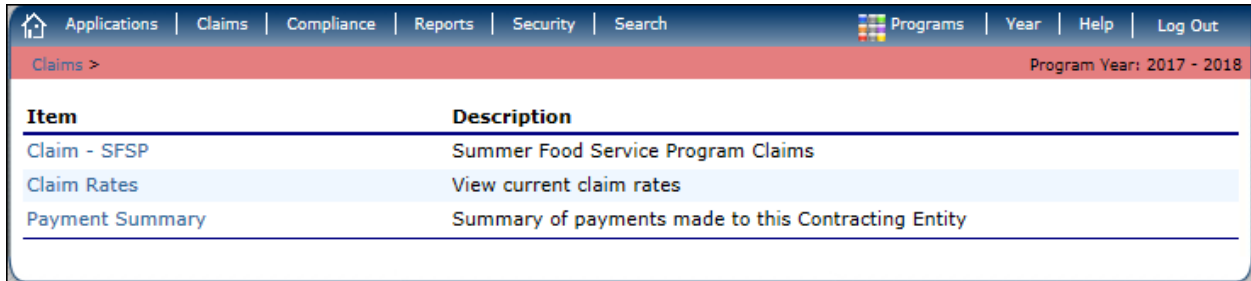 Applications | Claims | Compliance | Reports | Security | Search Programs | Year | Help | Log Out
Claims > Program Year: 2017 - 2018
Item Description
Claim - SFSP Summer Food Service Program Claims
Claim Rates View current claim rates
Payment Summary Summary of payments made to this Contracting Entity